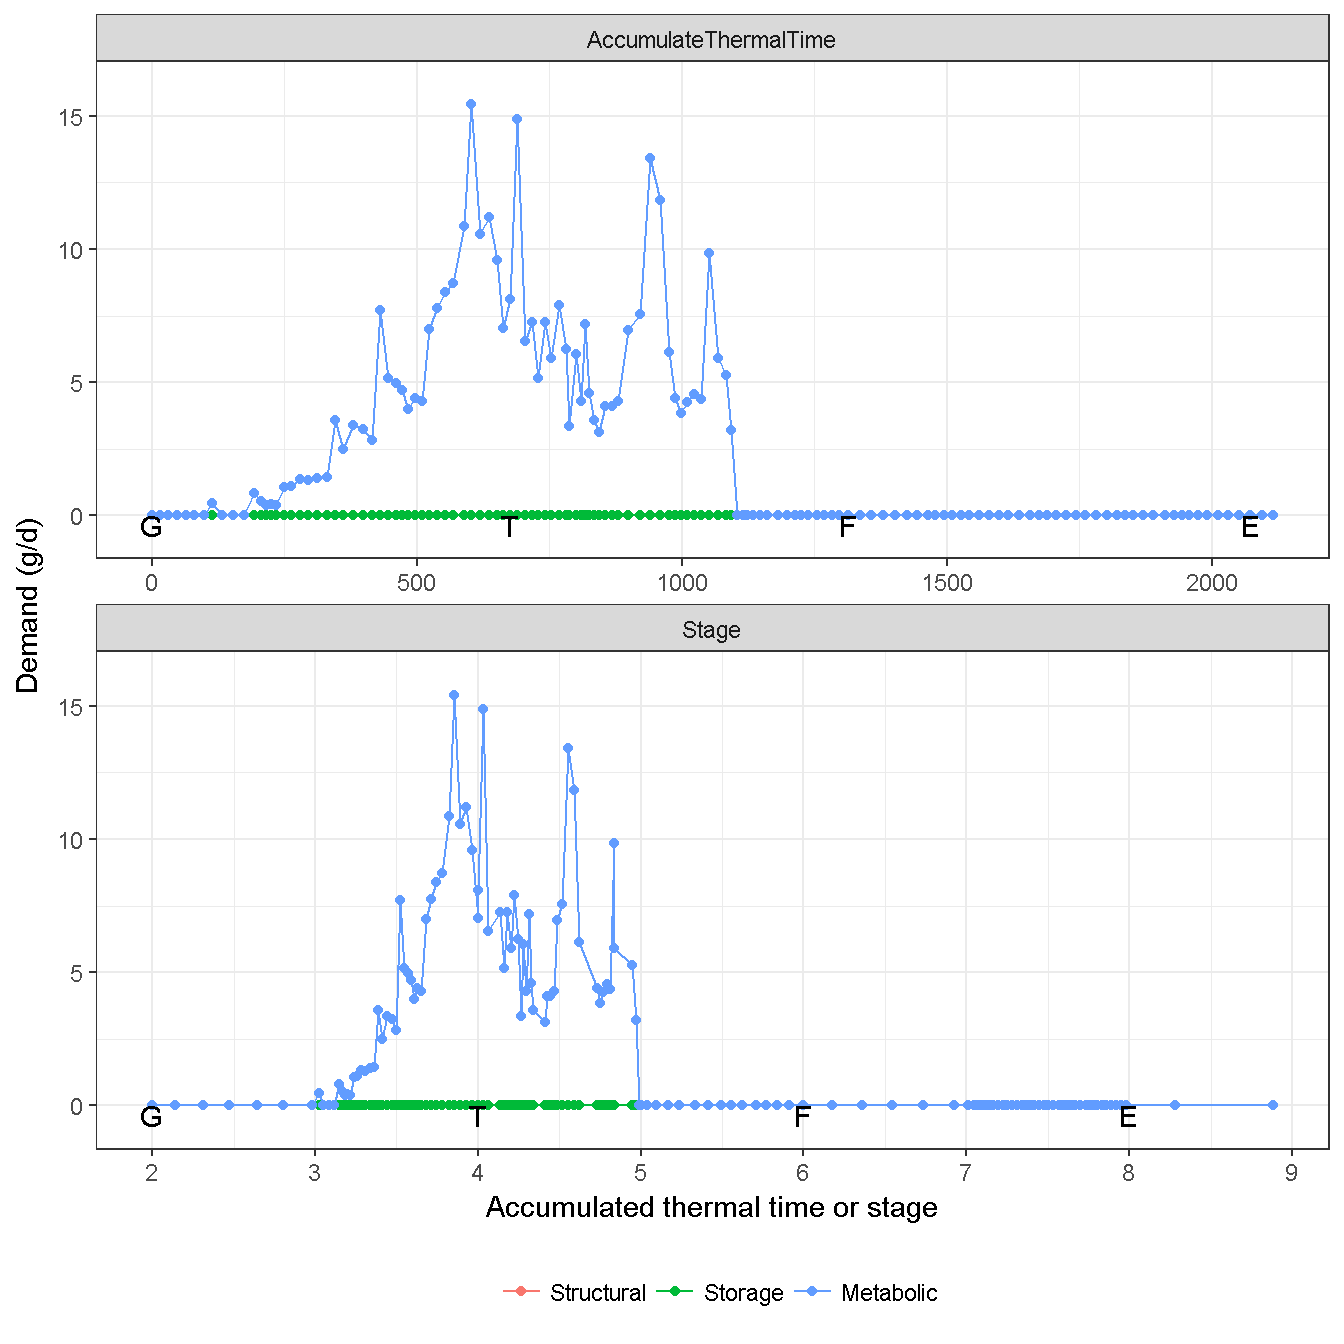 AccumulateThermalTime
15
10
5
0
G T F E
0 500 1000 1500 2000
Demand (g/d)
Stage
15
10
5
0
G T F E
2 3 4 5 6 7 8 9
Accumulated thermal time or stage
Structural Storage Metabolic